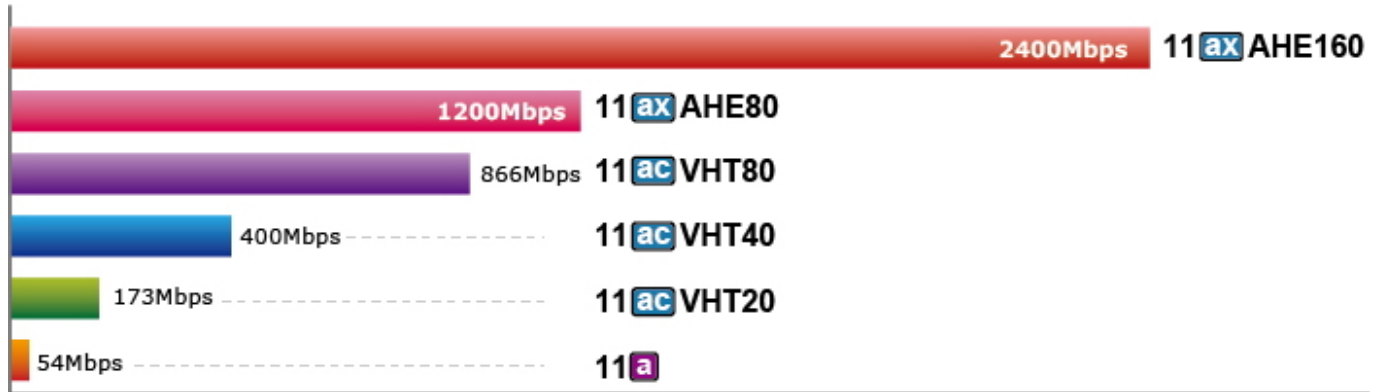 2400Mbps 11ax AHE160
1200Mbps 11ax AHE80
866Mbps 11ac VHT80
400Mbps 11ac VHT40
173Mbps 11ac VHT20
54Mbps 11a